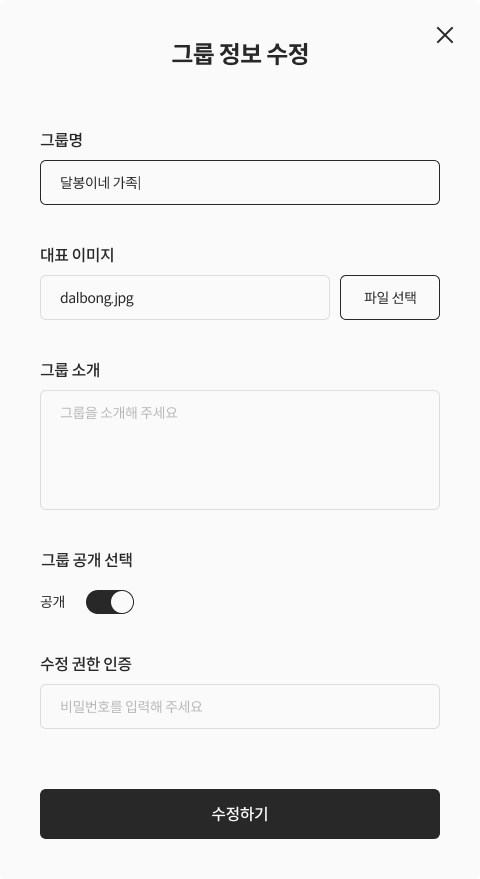 그룹 정보 수정
그룹명
달봉이네 가족
대표 이미지
dalbong.jpg
파일 선택
그룹 소개
그룹을 소개해 주세요
그룹 공개 선택
공개
수정 권한 인증
비밀번호를 입력해 주세요
수정하기